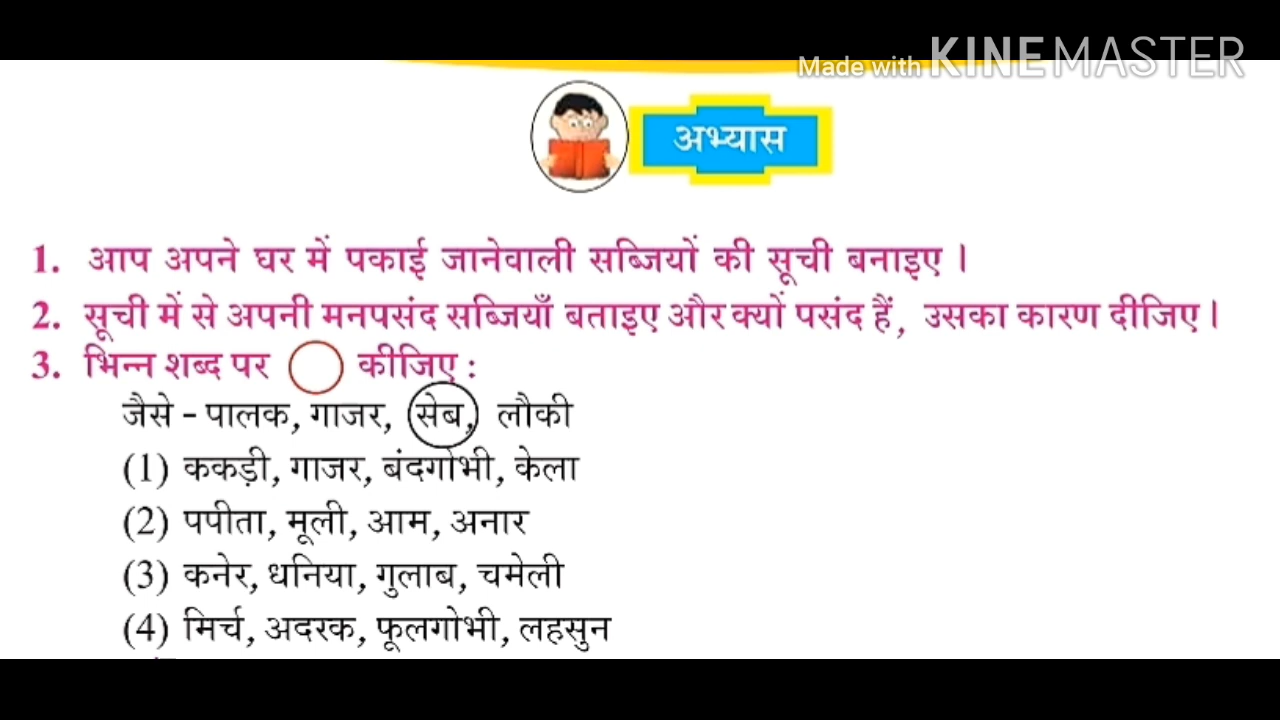 Made with KINEMASTER
अभ्यास
1. आप अपने घर में पकाई जानेवाली सब्जियों की सूची बनाइए ।
2. सूची में से अपनी मनपसंद सब्जियाँ बताइए और क्यों पसंद हैं, उसका कारण दीजिए ।
3. भिन्न शब्द पर ◯ कीजिए :
जैसे - पालक, गाजर, सेब, लौकी
(1) ककड़ी, गाजर, बंदगोभी, केला
(2) पपीता, मूली, आम, अनार
(3) कनेर, धनिया, गुलाब, चमेली
(4) मिर्च, अदरक, फूलगोभी, लहसुन